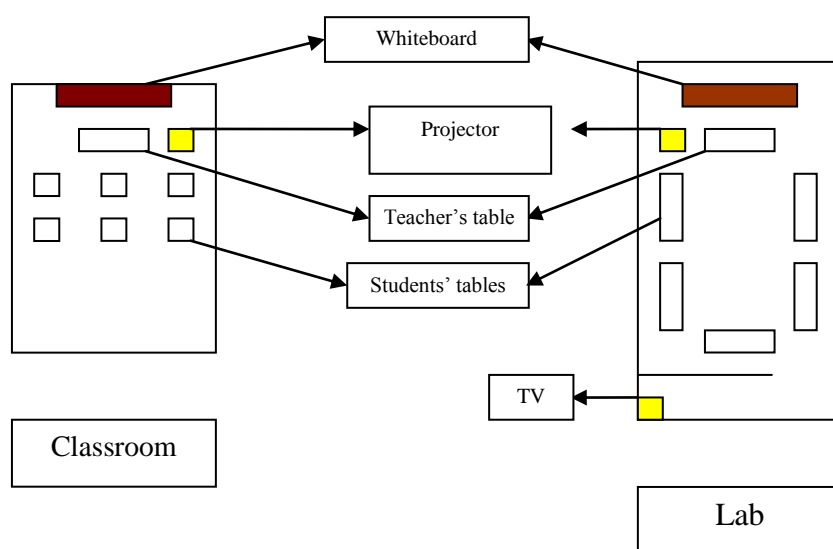 Whiteboard
Projector
Teacher’s table
Students’ tables
TV
Classroom
Lab